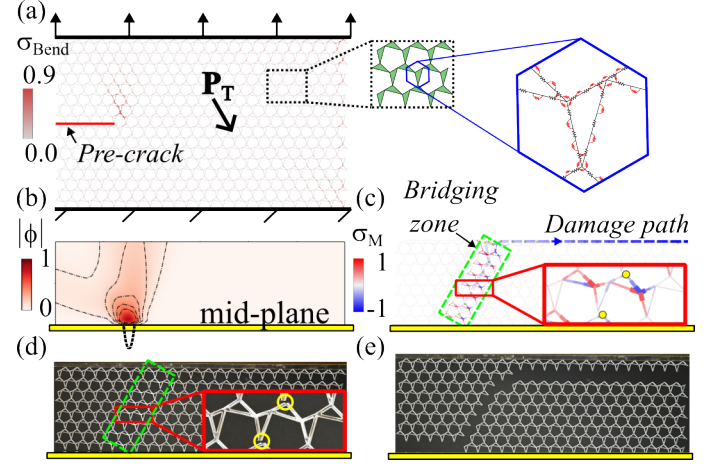 (a)
σBend
0.9
0.0
Pre-crack
PT
(b)
|ϕ|
1
0
mid-plane
(c)
Bridging
zone
Damage path
σM
1
-1
(d)
(e)